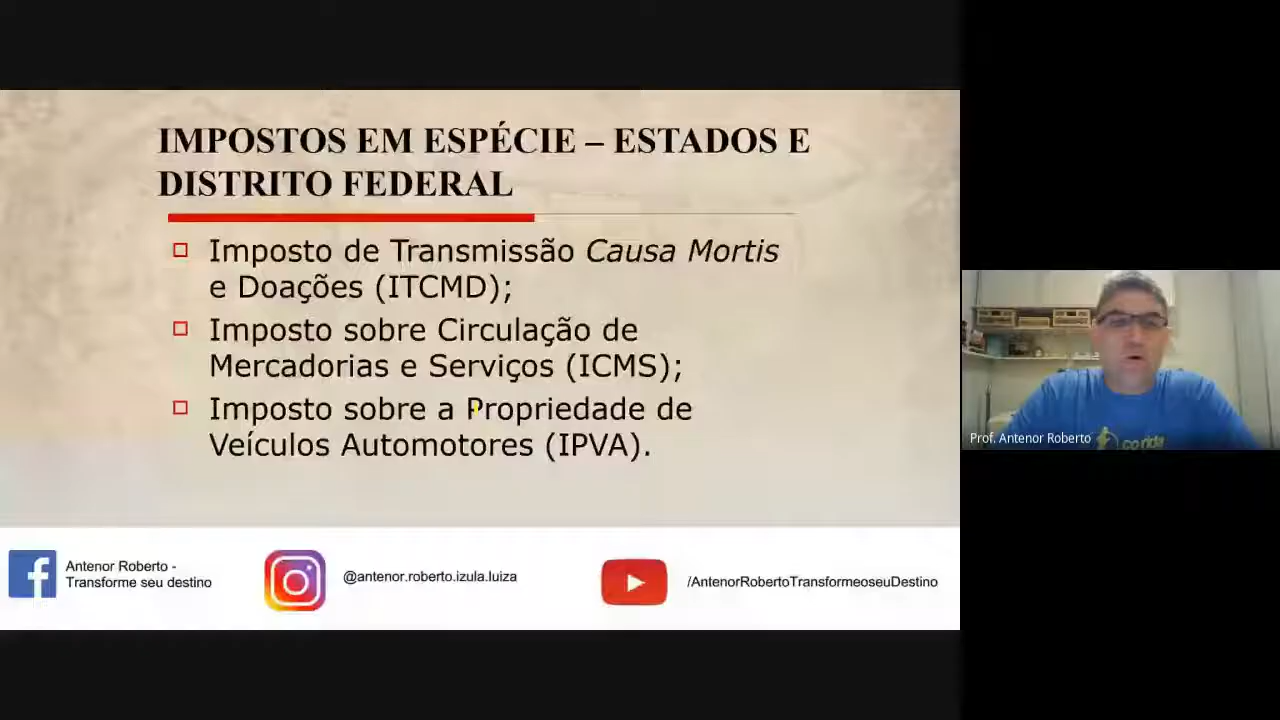 IMPOSTOS EM ESPÉCIE – ESTADOS E
DISTRITO FEDERAL
Imposto de Transmissão Causa Mortis
e Doações (ITCMD);
Imposto sobre Circulação de
Mercadorias e Serviços (ICMS);
Imposto sobre a Propriedade de
Veículos Automotores (IPVA).
Antenor Roberto -
Transforme seu destino
@antenor.roberto.izula.luiza
/AntenorRobertoTransformeoseuDestino
Prof. Antenor Roberto